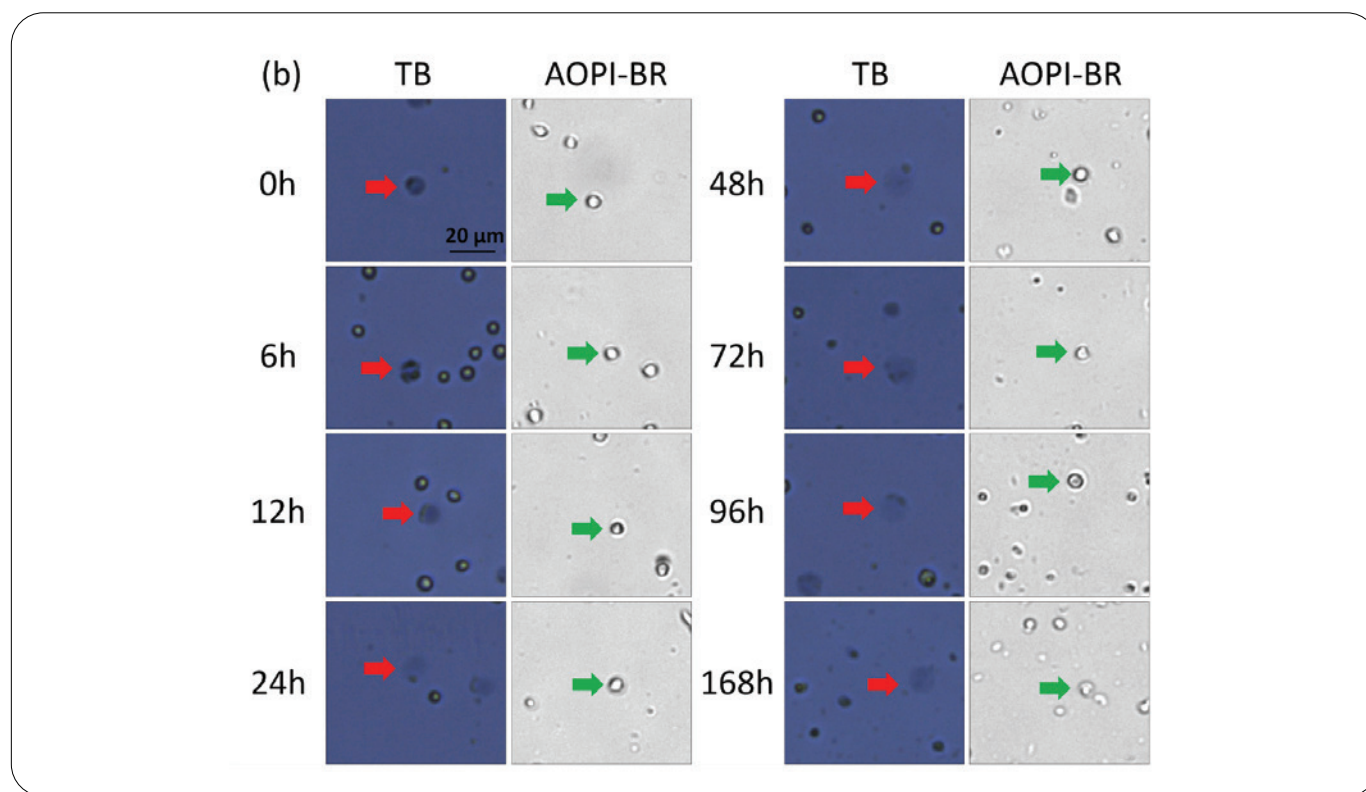 (b) TB AOPI-BR TB AOPI-BR
0h 48h
20 µm
6h 72h
12h 96h
24h 168h